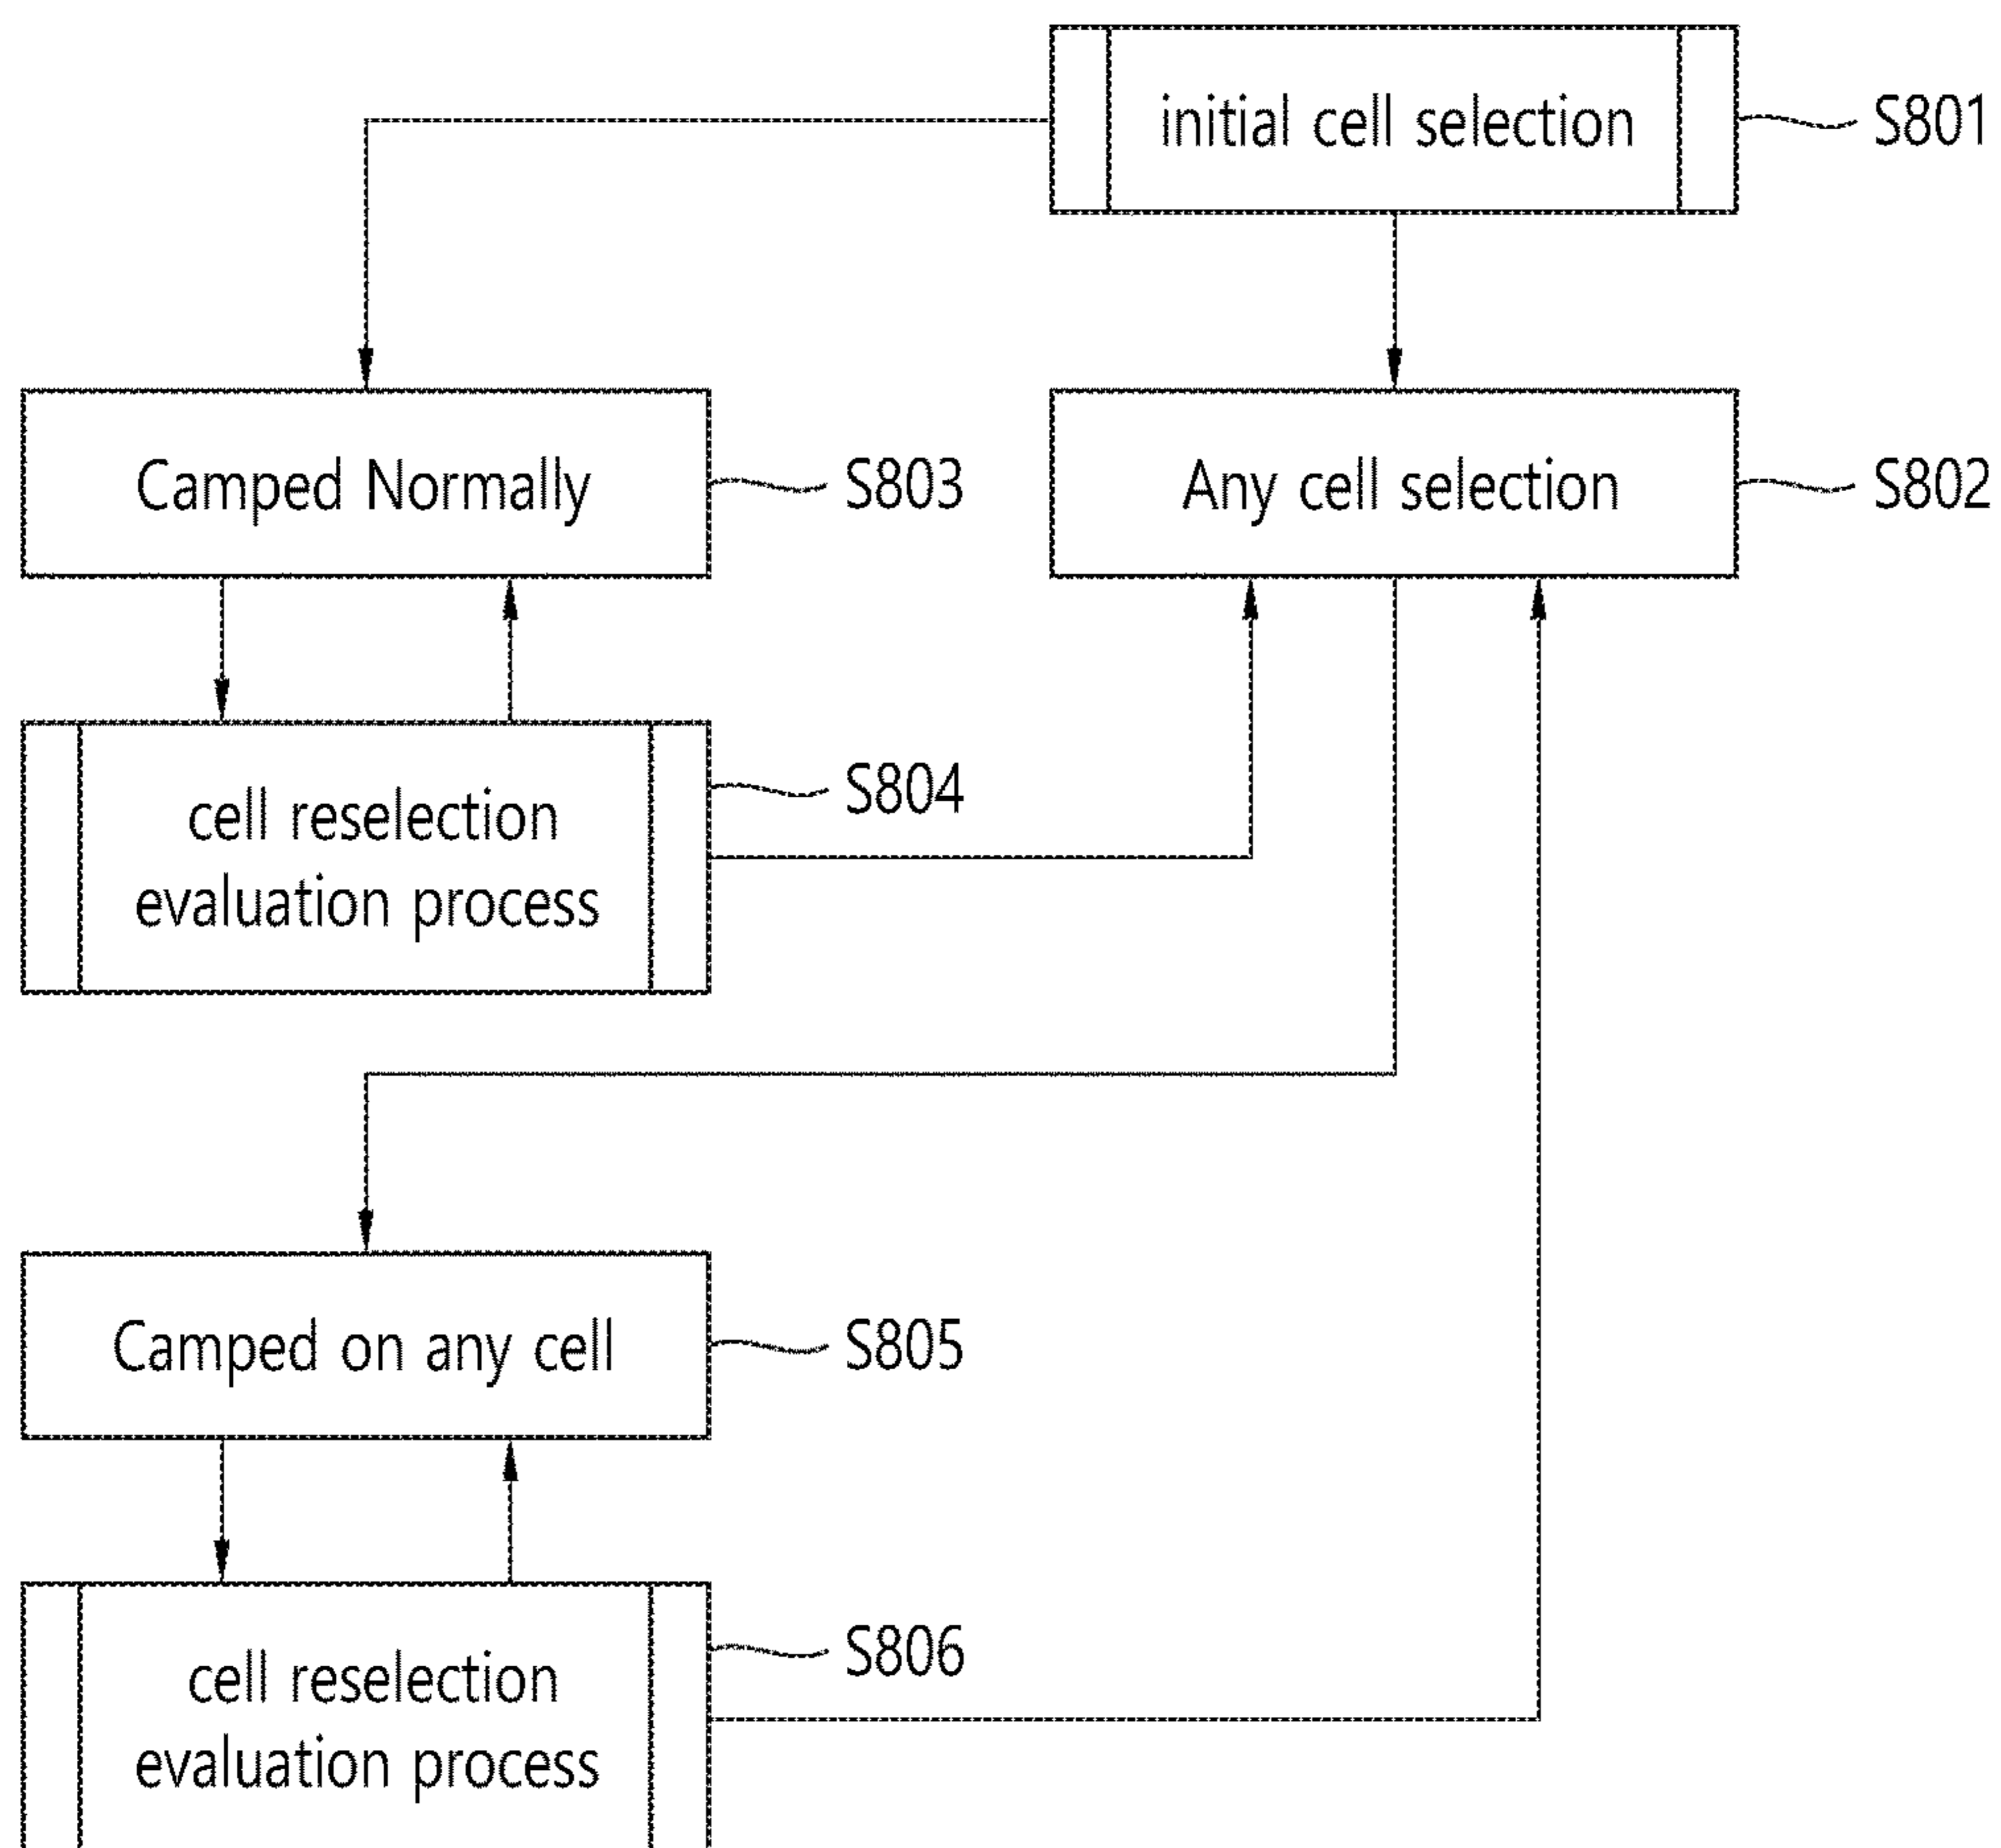 initial cell selection
S801
Camped Normally
S803
Any cell selection
S802
cell reselection
evaluation process
S804
Camped on any cell
S805
cell reselection
evaluation process
S806